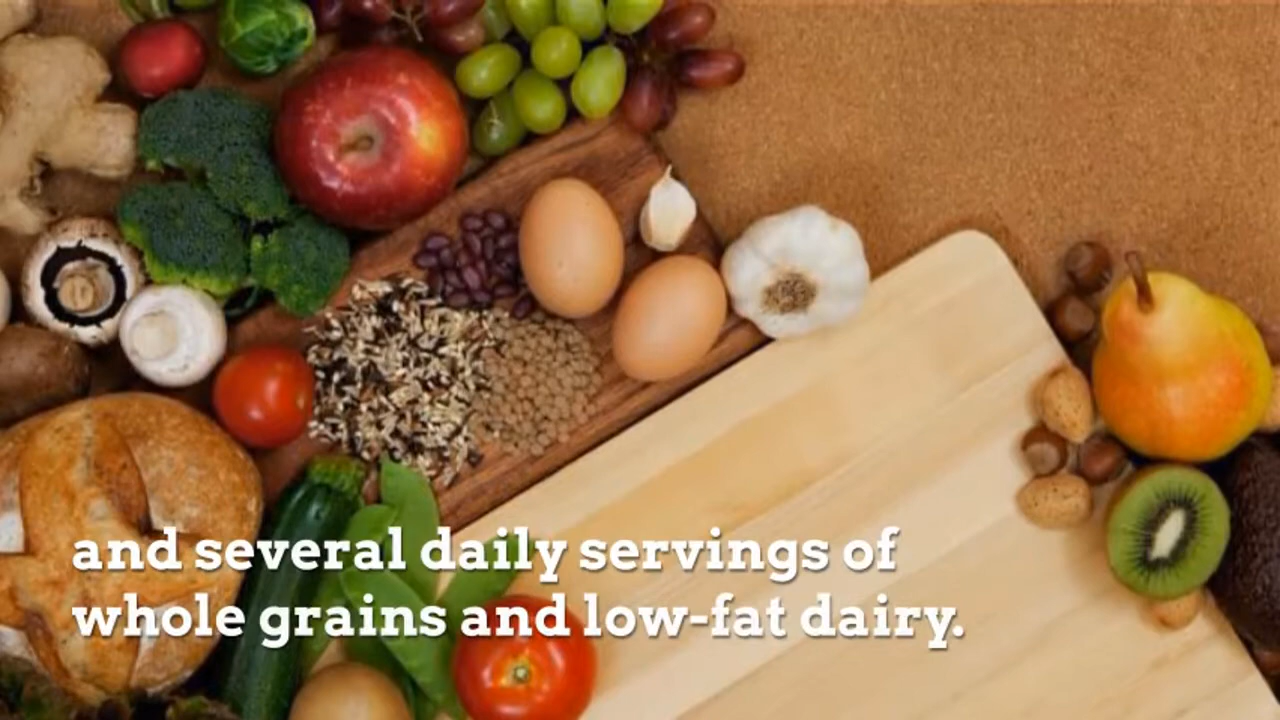 and several daily servings of
whole grains and low-fat dairy.